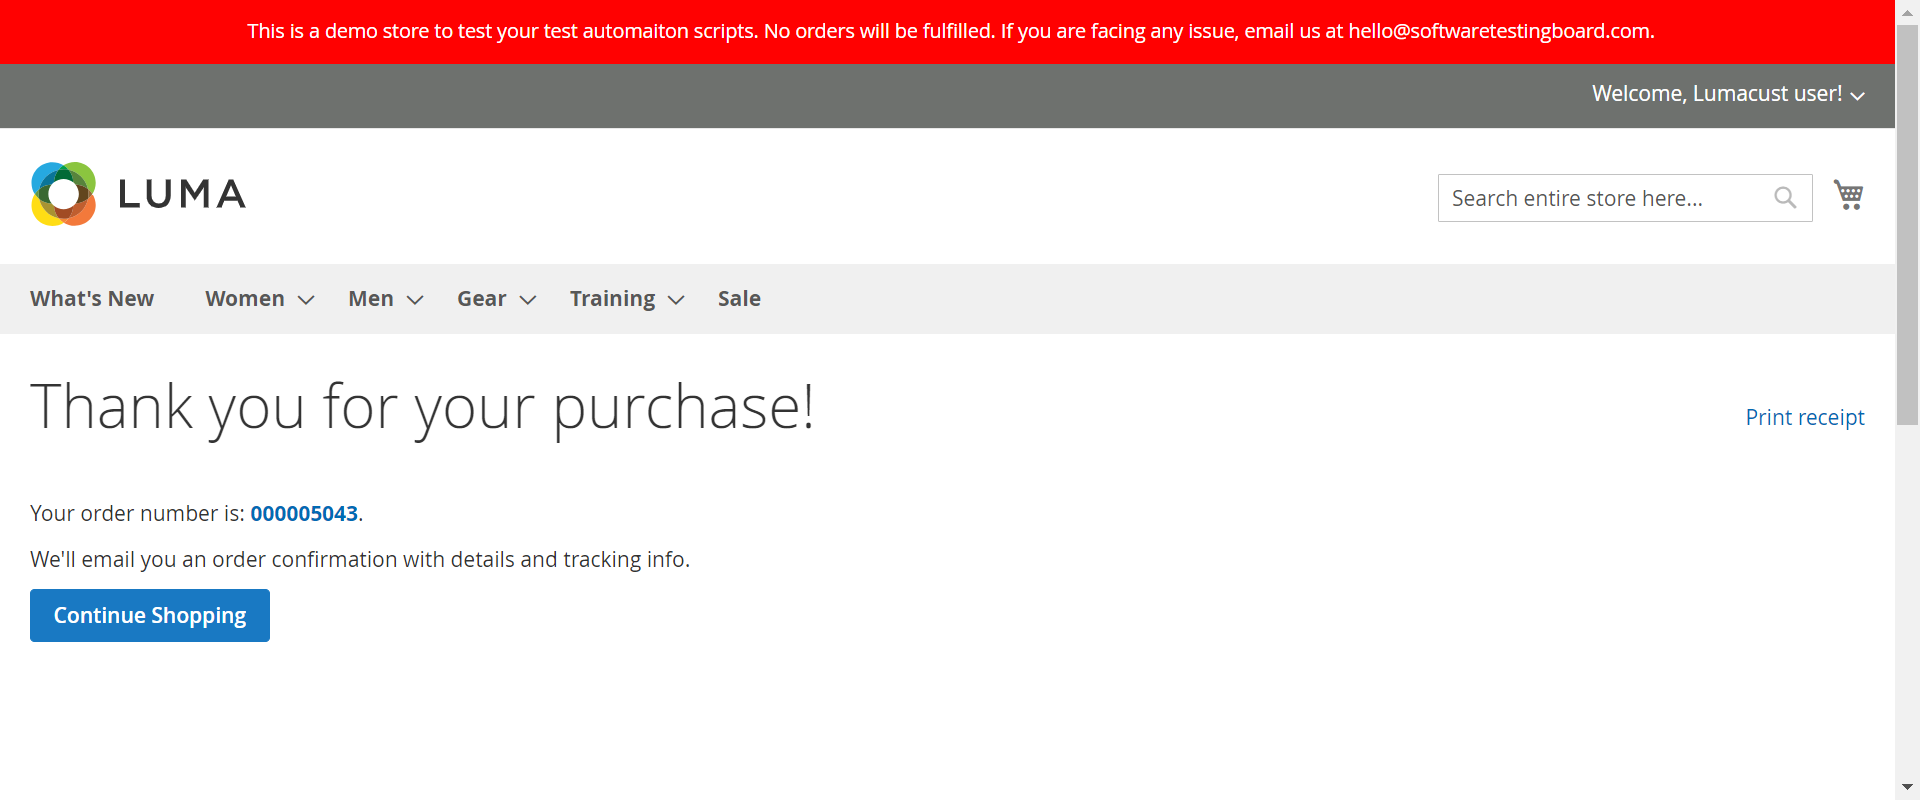 This is a demo store to test your test automaiton scripts. No orders will be fulfilled. If you are facing any issue, email us at hello@softwaretestingboard.com.
Welcome, Lumacust user!
LUMA
Search entire store here...
What's New Women Men Gear Training Sale
Thank you for your purchase!
Print receipt
Your order number is: 000005043.
We'll email you an order confirmation with details and tracking info.
Continue Shopping